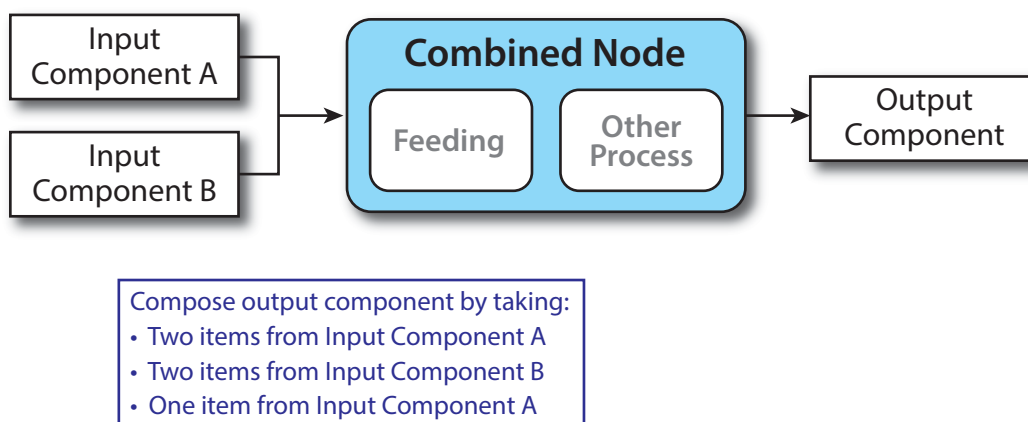 Input
Component A
Input
Component B
Combined Node
Feeding
Other
Process
Output
Component
Compose output component by taking:
• Two items from Input Component A
• Two items from Input Component B
• One item from Input Component A